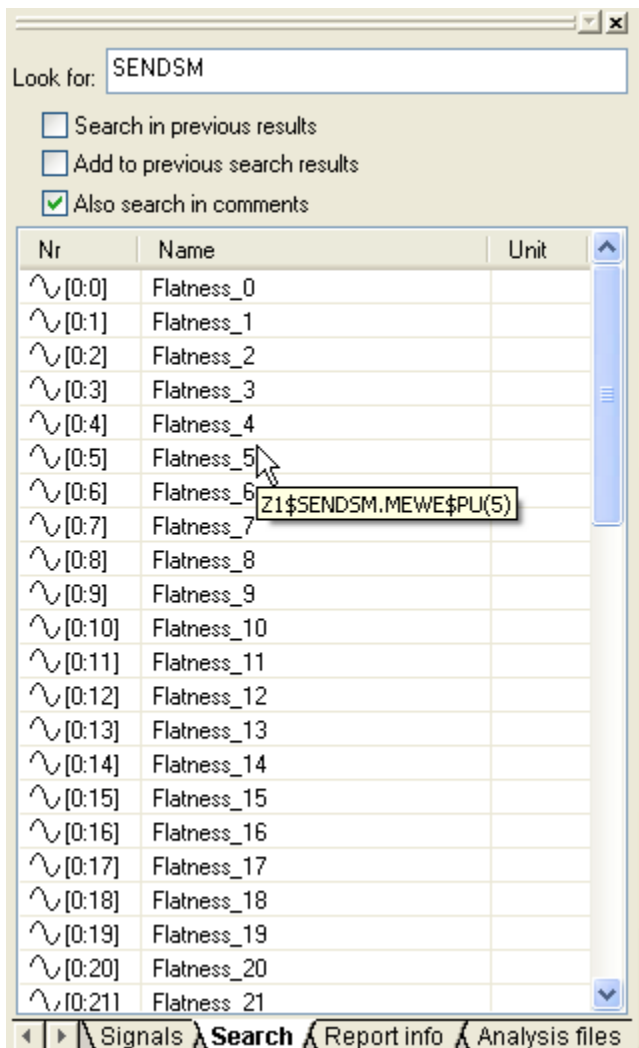 Look for: SENDSM
Search in previous results
Add to previous search results
Also search in comments
Nr Name Unit
[0:0] Flatness_0
[0:1] Flatness_1
[0:2] Flatness_2
[0:3] Flatness_3
[0:4] Flatness_4
[0:5] Flatness_5
[0:6] Flatness_6
Z1$SENDSM.MEWE$PU(5)
[0:7] Flatness_7
[0:8] Flatness_8
[0:9] Flatness_9
[0:10] Flatness_10
[0:11] Flatness_11
[0:12] Flatness_12
[0:13] Flatness_13
[0:14] Flatness_14
[0:15] Flatness_15
[0:16] Flatness_16
[0:17] Flatness_17
[0:18] Flatness_18
[0:19] Flatness_19
[0:20] Flatness_20
[0:21] Flatness_21
Signals Search Report info Analysis files